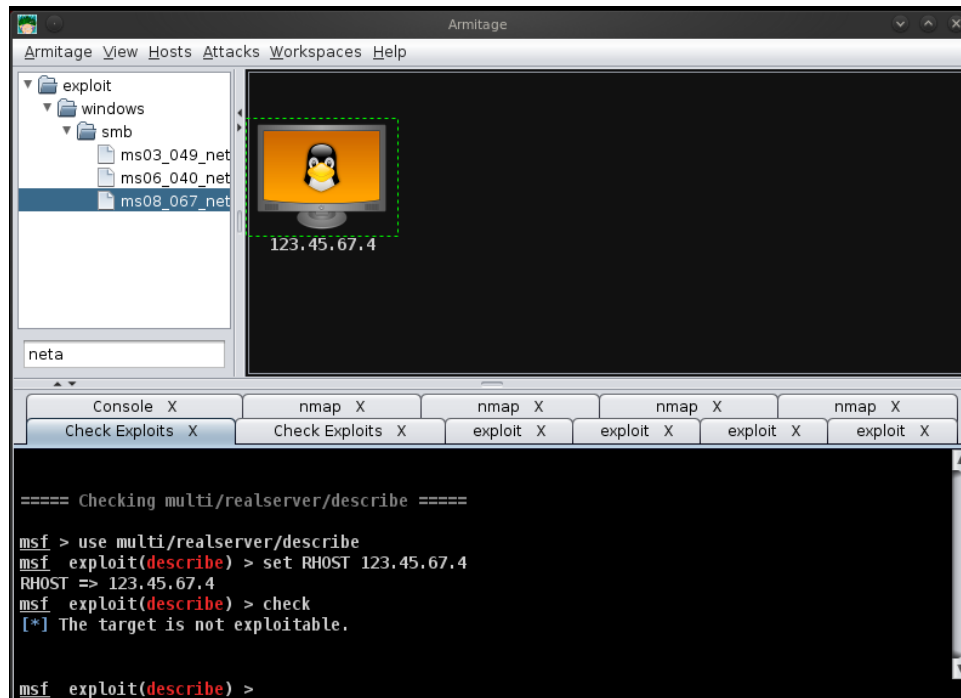 Armitage
Armitage View Hosts Attacks Workspaces Help
exploit
windows
smb
ms03_049_net
ms06_040_net
ms08_067_net
neta
123.45.67.4
Console X nmap X nmap X nmap X nmap X
Check Exploits X Check Exploits X exploit X exploit X exploit X exploit X
===== Checking multi/realserver/describe =====
msf > use multi/realserver/describe
msf exploit(describe) > set RHOST 123.45.67.4
RHOST => 123.45.67.4
msf exploit(describe) > check
[*] The target is not exploitable.
msf exploit(describe) >